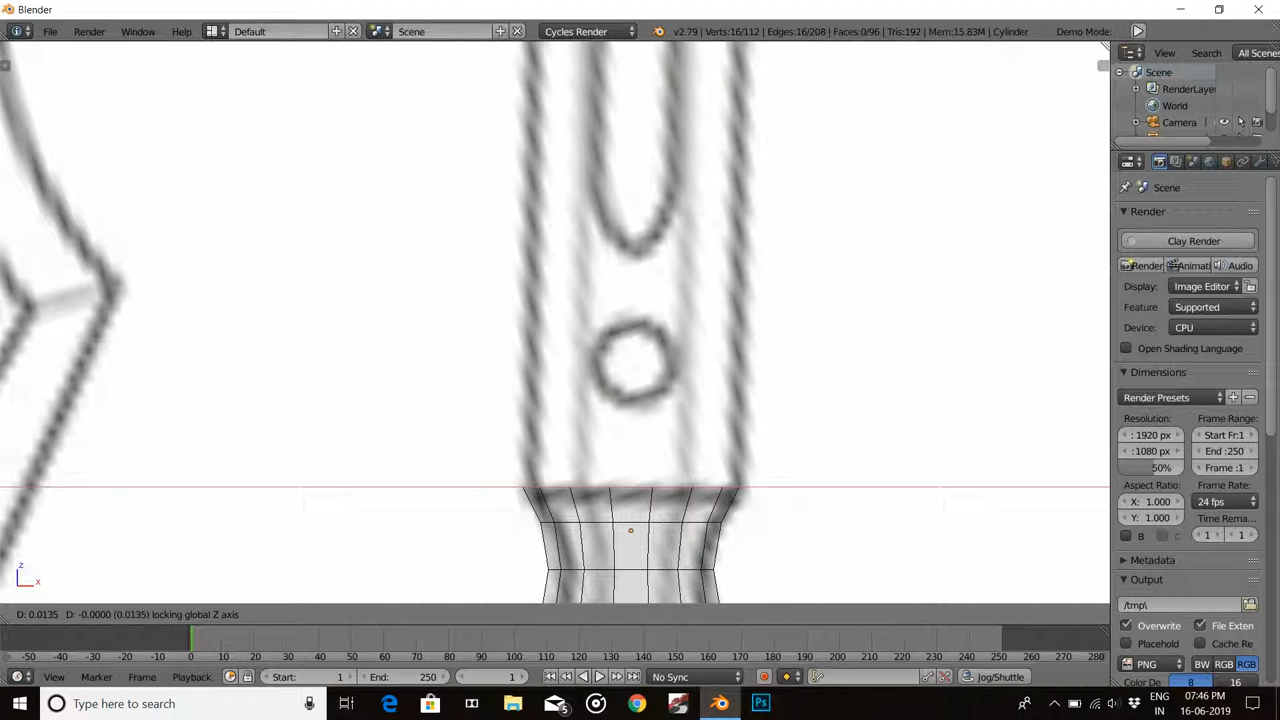 Blender
File Render Window Help Default Scene Cycles Render v2.79 | Verts:16/112 | Edges:16/208 | Faces:0/96 | Tris:192 | Mem:15.83M | Cylinder Demo Mode:
View Search All Scenes
Scene
RenderLaye
World
Camera
Scene
Render
Clay Render
Render Animati Audio
Display: Image Editor
Feature Supported
Device: CPU
Open Shading Language
Dimensions
Render Presets
Resolution: Frame Range:
: 1920 px Start Fr:1
: 1080 px End :250
50% Frame :1
Aspect Ratio: Frame Rate:
X: 1.000 24 fps
Y: 1.000 Time Rema...
B 1 1
Metadata
Output
/tmp\
Overwrite File Exten
Placehold Cache Re
PNG BW RGB RGB
Color De 8 16
z
x
D: 0.0135 D: -0.0000 (0.0135) locking global Z axis
-50 -40 -30 -20 -10 0 10 20 30 40 50 60 70 80 90 100 110 120 130 140 150 160 170 180 190 200 210 220 230 240 250 260 270 280
View Marker Frame Playback Start: 1 End: 250 1 No Sync Jog/Shuttle
Type here to search 5 Ps ENG 07:46 PM
IN 16-06-2019